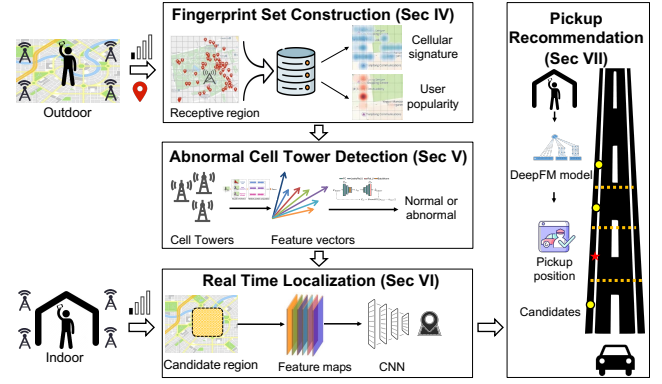 Fingerprint Set Construction (Sec IV)
Outdoor
Receptive region
Cellular
signature
User
popularity
Abnormal Cell Tower Detection (Sec V)
Cell Towers
Feature vectors
Normal or
abnormal
Real Time Localization (Sec VI)
Indoor
Candidate region
Feature maps
CNN
Pickup
Recommendation
(Sec VII)
DeepFM model
Pickup
position
Candidates